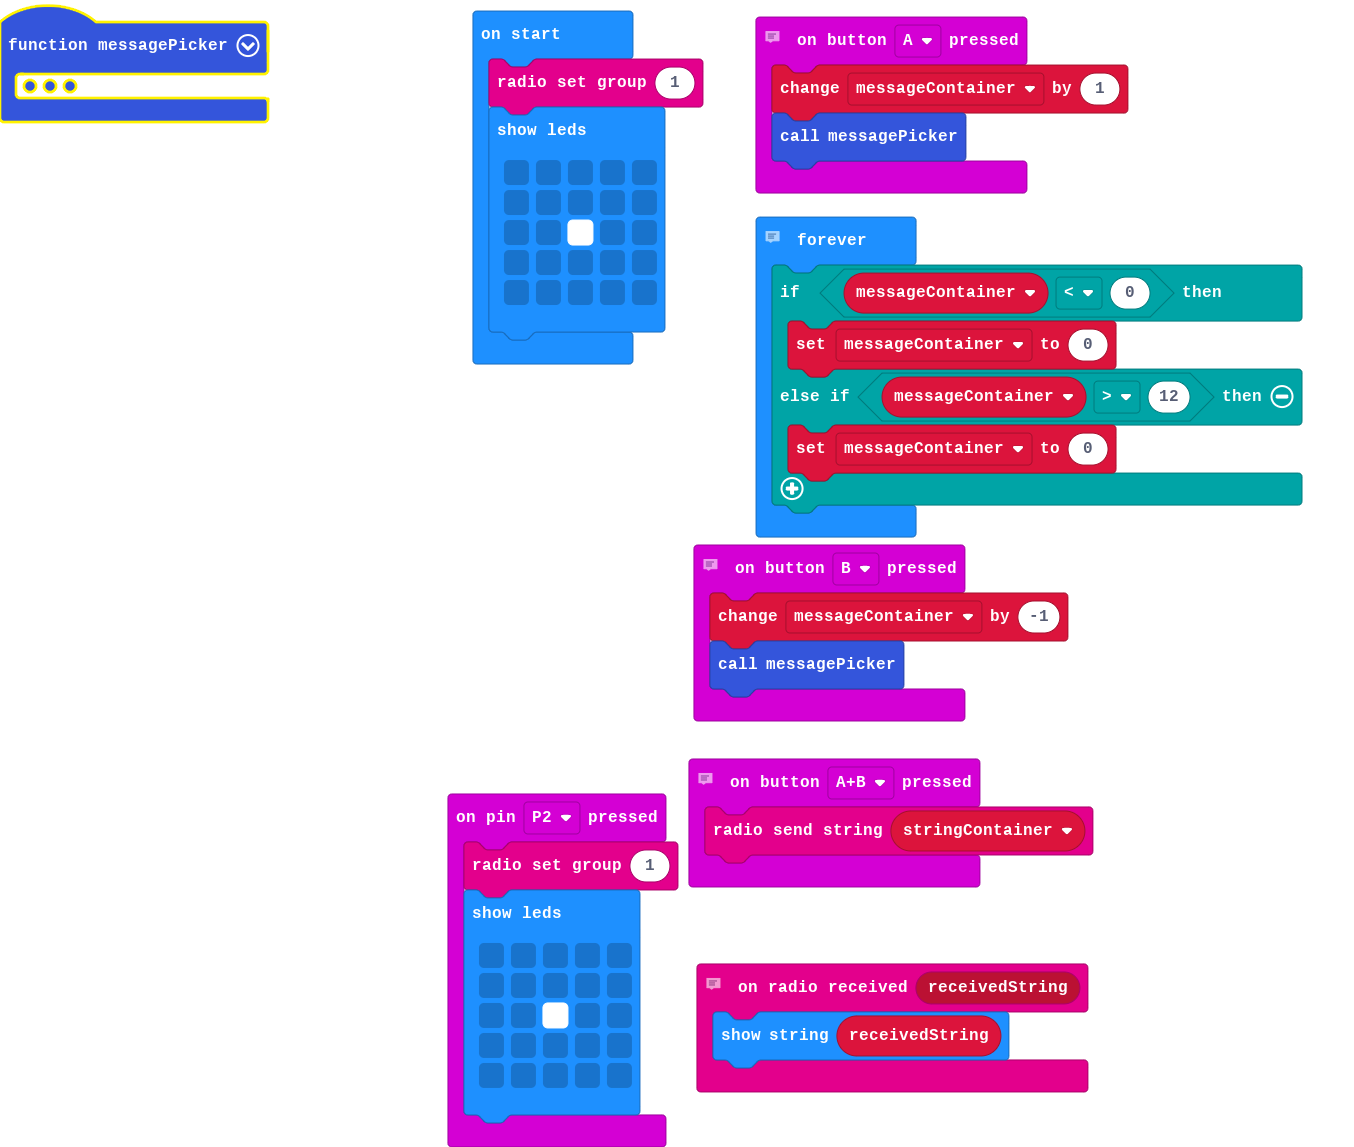 function messagePicker
on start
radio set group 1
show leds
on button A pressed
change messageContainer by 1
call messagePicker
forever
if messageContainer < 0 then
set messageContainer to 0
else if messageContainer > 12 then
set messageContainer to 0
on button B pressed
change messageContainer by -1
call messagePicker
on pin P2 pressed
radio set group 1
show leds
on button A+B pressed
radio send string stringContainer
on radio received receivedString
show string receivedString